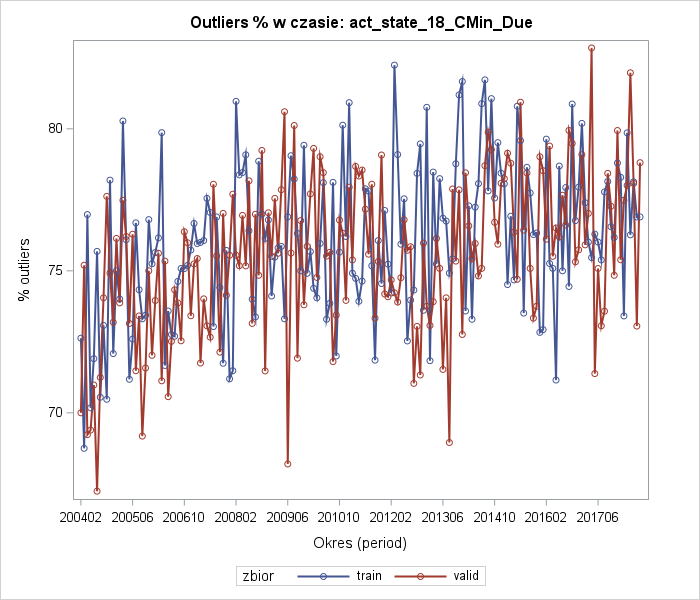 Outliers % w czasie: act_state_18_CMin_Due
% outliers
80
75
70
200402 200506 200610 200802 200906 201010 201202 201306 201410 201602 201706
Okres (period)
zbior train valid